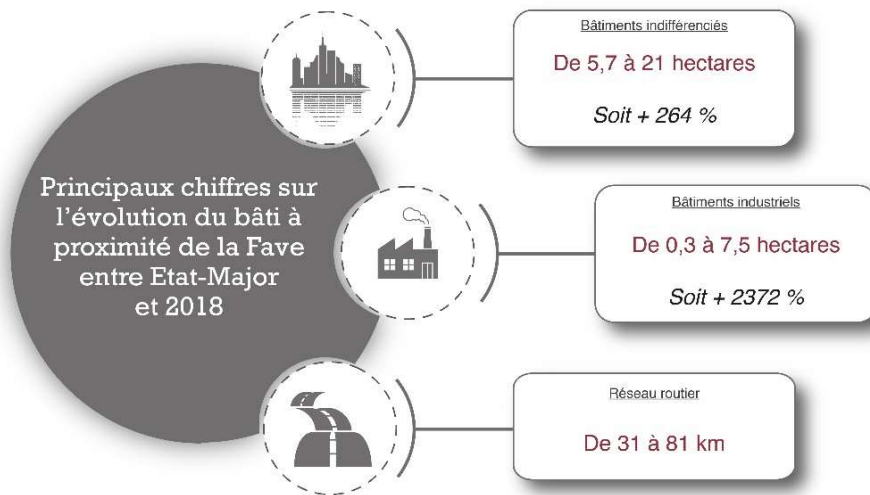 Principaux chiffres sur
l'évolution du bâti à
proximité de la Fave
entre Etat-Major
et 2018
Bâtiments indifférenciés
De 5,7 à 21 hectares
Soit + 264 %
Bâtiments industriels
De 0,3 à 7,5 hectares
Soit + 2372 %
Réseau routier
De 31 à 81 km